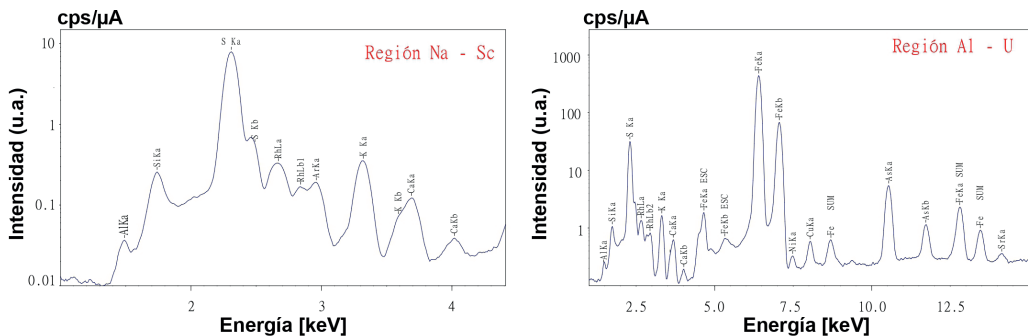 cps/µA
S Ka
10
Región Na - Sc
Intensidad (u.a.)
1
S Kb
SiKa
RhLa
K Ka
RhLb1
ArKa
K Kb
CaKa
0.1
AlKa
CaKb
0.01
2
3
4
Energía [keV]
cps/µA
Región Al - U
1000
FeKa
FeKb
Intensidad (u.a.)
100
S Ka
10
SiKa
RhLa
RhLb2
K Ka
FeKa ESC
AsKa
FeKa SUM
AsKb
1
AlKa
CaKa
CaKb
FeKb ESC
NiKa
CuKa
Fe SUM
Fe SUM
SrKa
2.5
5.0
7.5
10.0
12.5
Energía [keV]